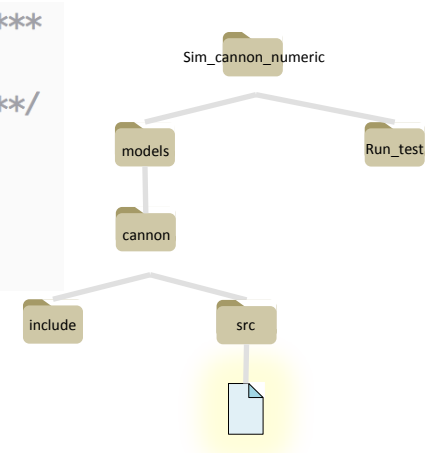 ***
**/
Sim_cannon_numeric
models
Run_test
cannon
include
src